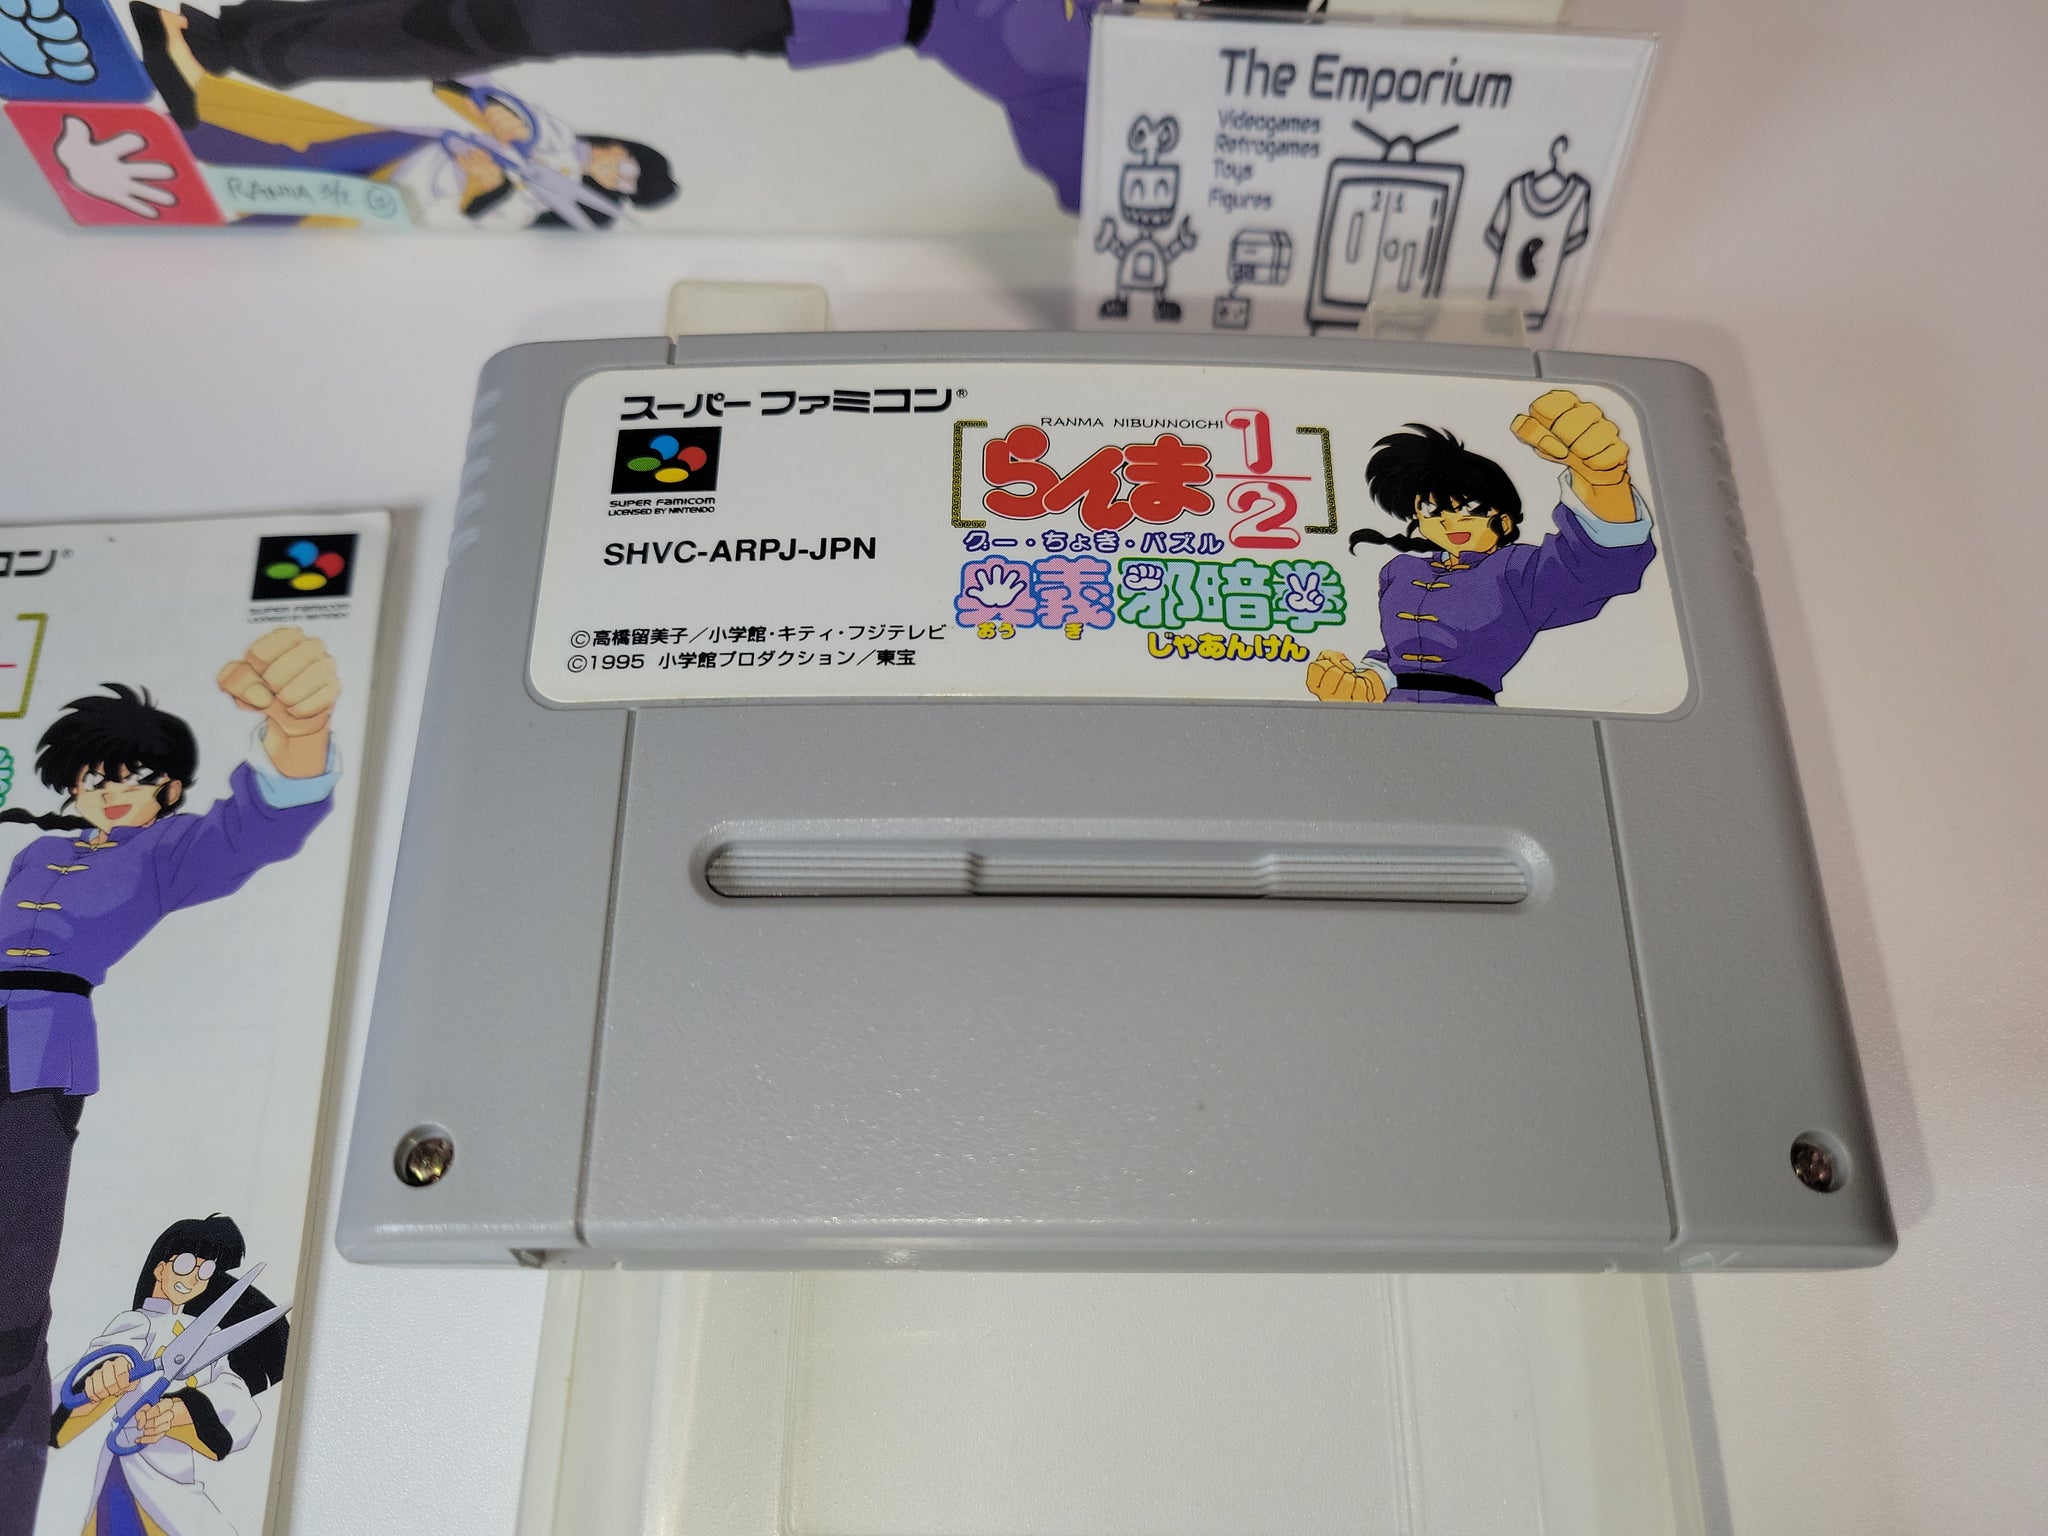 The Emporium
Videogames
Retrogames
Toys
Figures
RANMA 1/2
スーパーファミコン®
SUPER FAMICOM
LICENSED BY NINTENDO
SHVC-ARPJ-JPN
©高橋留美子／小学館・キティ・フジテレビ
©1995 小学館プロダクション／東宝
RANMA NIBUNNOICHI
らんま1/2
グー・ちょき・パズル
奥義邪暗拳
おうぎ
じゃあんけん
コン®
SUPER FAMICOM
LICENSED BY NINTENDO